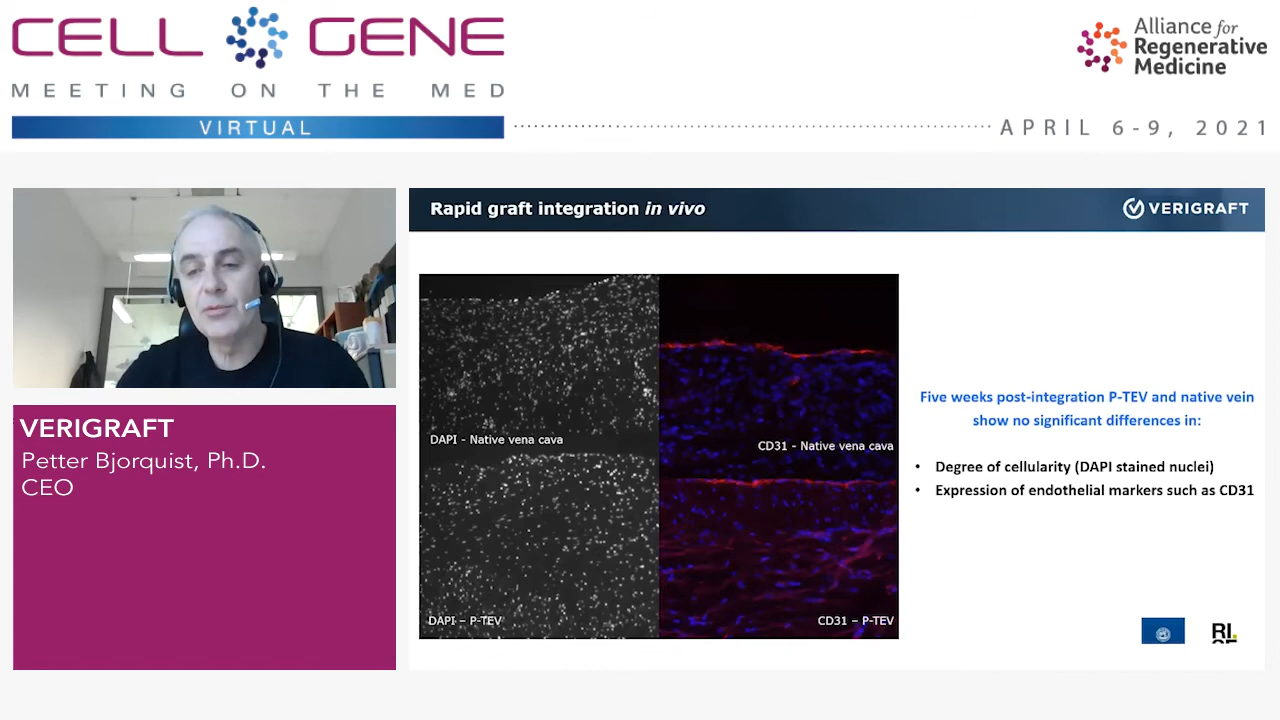 CELL GENE
MEETING ON THE MED
VIRTUAL
Alliance for
Regenerative
Medicine
APRIL 6-9, 2021
VERIGRAFT
Petter Bjorquist, Ph.D.
CEO
Rapid graft integration in vivo
VERIGRAFT
DAPI - Native vena cava
CD31 - Native vena cava
DAPI – P-TEV
CD31 – P-TEV
Five weeks post-integration P-TEV and native vein
show no significant differences in:
• Degree of cellularity (DAPI stained nuclei)
• Expression of endothelial markers such as CD31
RI.